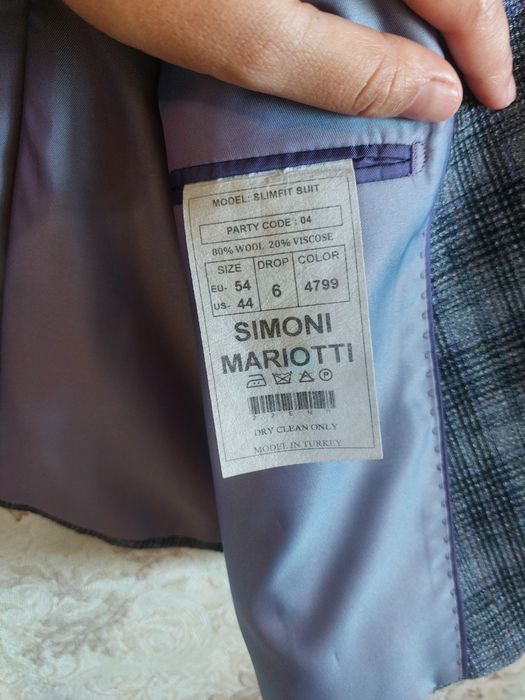 MODEL: SLIMFIT SUIT
PARTY CODE : 04
80% WOOL 20% VISCOSE
SIZE DROP COLOR
EU- 54 6 4799
US- 44
SIMONI
MARIOTTI
P
DRY CLEAN ONLY
MODEL IN TURKEY